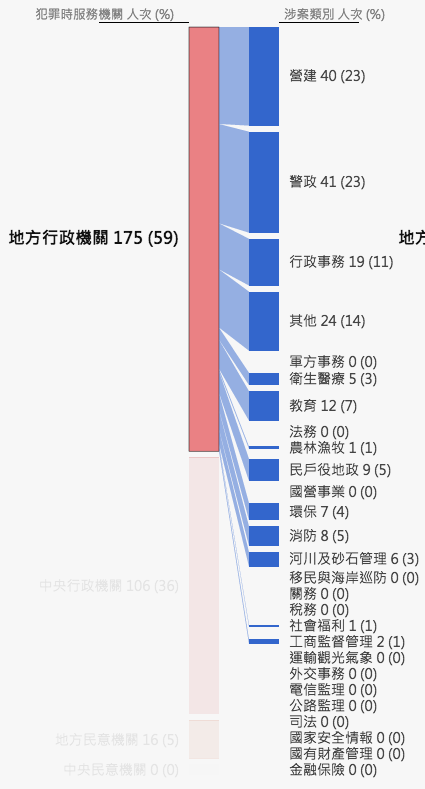 犯罪時服務機關 人次 (%)
涉案類別 人次 (%)
營建 40 (23)
警政 41 (23)
地方行政機關 175 (59)
地方
行政事務 19 (11)
其他 24 (14)
軍方事務 0 (0)
衛生醫療 5 (3)
教育 12 (7)
法務 0 (0)
農林漁牧 1 (1)
民戶役地政 9 (5)
國營事業 0 (0)
環保 7 (4)
消防 8 (5)
河川及砂石管理 6 (3)
移民與海岸巡防 0 (0)
中央行政機關 106 (36)
關務 0 (0)
稅務 0 (0)
社會福利 1 (1)
工商監督管理 2 (1)
運輸觀光氣象 0 (0)
外交事務 0 (0)
電信監理 0 (0)
公路監理 0 (0)
司法 0 (0)
地方民意機關 16 (5)
國家安全情報 0 (0)
國有財產管理 0 (0)
中央民意機關 0 (0)
金融保險 0 (0)